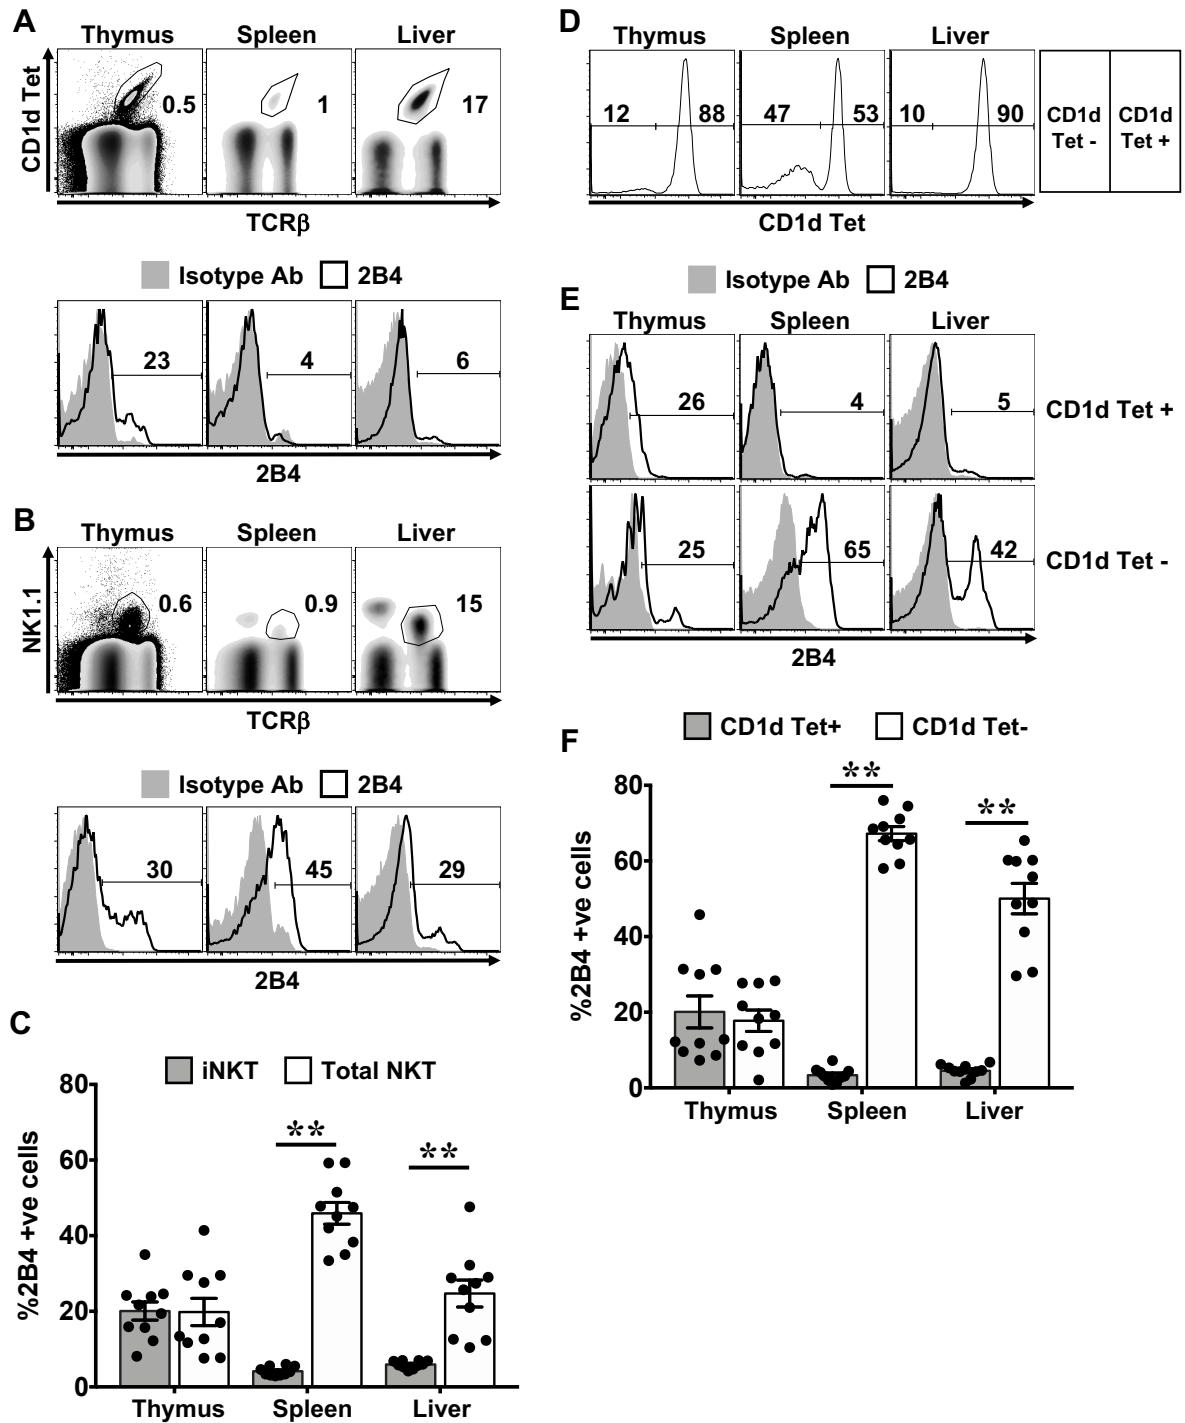 A
Thymus Spleen Liver
CD1d Tet
0.5 1 17
TCRβ
Isotype Ab 2B4
23 4 6
2B4
B
Thymus Spleen Liver
NK1.1
0.6 0.9 15
TCRβ
Isotype Ab 2B4
30 45 29
2B4
C
iNKT Total NKT
%2B4 +ve cells
80
60
40
20
0
** **
Thymus Spleen Liver
D
Thymus Spleen Liver
12 88 47 53 10 90
CD1d Tet - CD1d Tet +
CD1d Tet
Isotype Ab 2B4
E
Thymus Spleen Liver
26 4 5 CD1d Tet +
25 65 42 CD1d Tet -
2B4
F
CD1d Tet+ CD1d Tet-
%2B4 +ve cells
80
60
40
20
0
** **
Thymus Spleen Liver